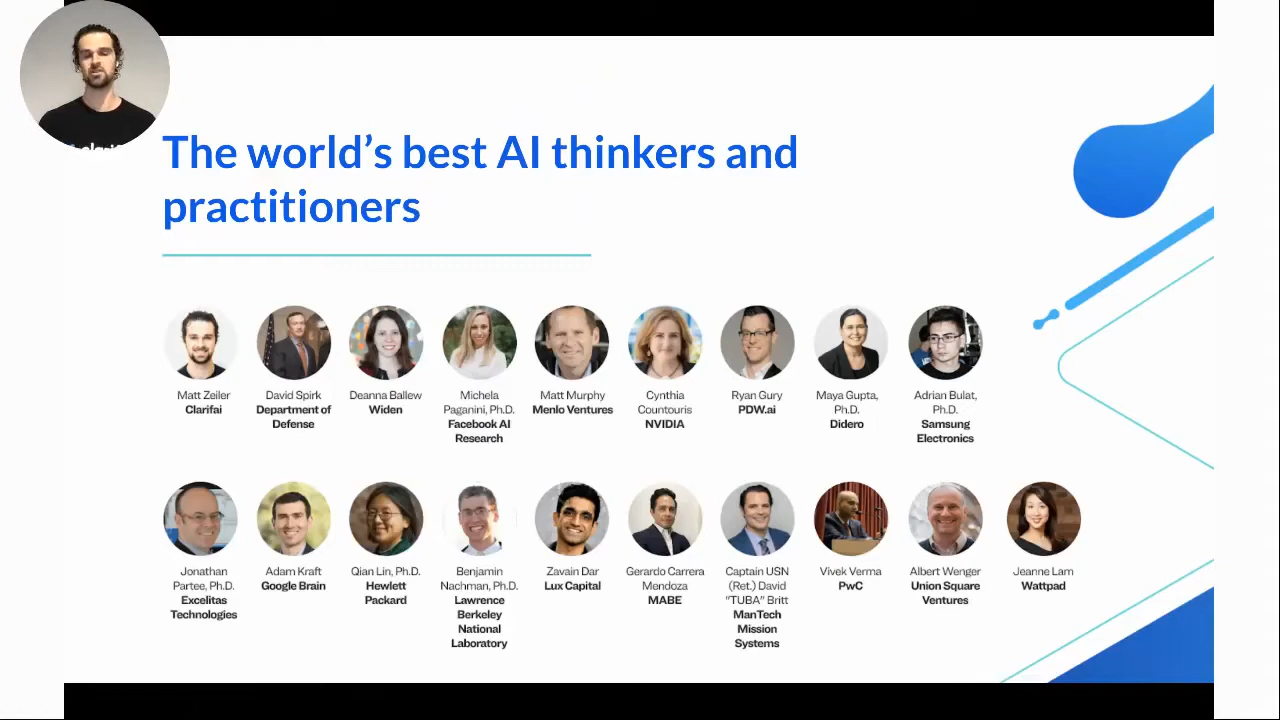 The world's best AI thinkers and
practitioners
Matt Zeiler
Clarifai
David Spirk
Department of
Defense
Deanna Ballew
Widen
Michela
Paganini, Ph.D.
Facebook AI
Research
Matt Murphy
Menlo Ventures
Cynthia
Countouris
NVIDIA
Ryan Gury
PDW.ai
Maya Gupta,
Ph.D.
Didero
Adrian Bulat,
Ph.D.
Samsung
Electronics
Jonathan
Partee, Ph.D.
Excelitas
Technologies
Adam Kraft
Google Brain
Qian Lin, Ph.D.
Hewlett
Packard
Benjamin
Nachman, Ph.D.
Lawrence
Berkeley
National
Laboratory
Zavain Dar
Lux Capital
Gerardo Carrera
Mendoza
MABE
Captain USN
(Ret.) David
"TUBA" Britt
ManTech
Mission
Systems
Vivek Verma
PwC
Albert Wenger
Union Square
Ventures
Jeanne Lam
Wattpad